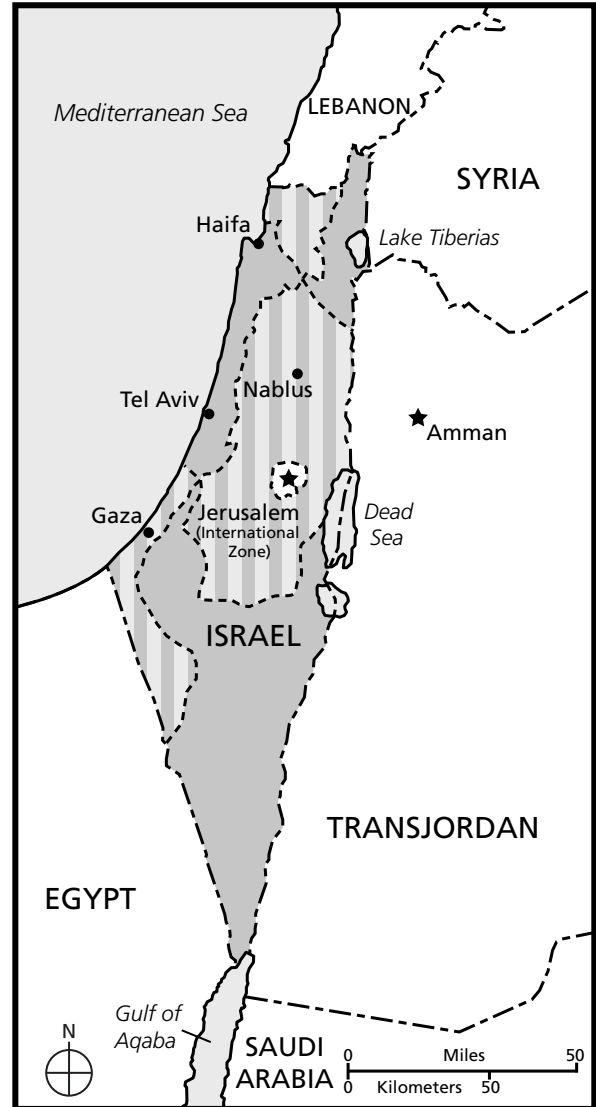 LEBANON
Mediterranean Sea
SYRIA
Haifa
Lake Tiberias
Nablus
Tel Aviv
Amman
Jerusalem
(International
Zone)
Dead
Sea
Gaza
ISRAEL
TRANSJORDAN
EGYPT
Gulf of
Aqaba
SAUDI
ARABIA
N
0 Miles 50
0 Kilometers 50